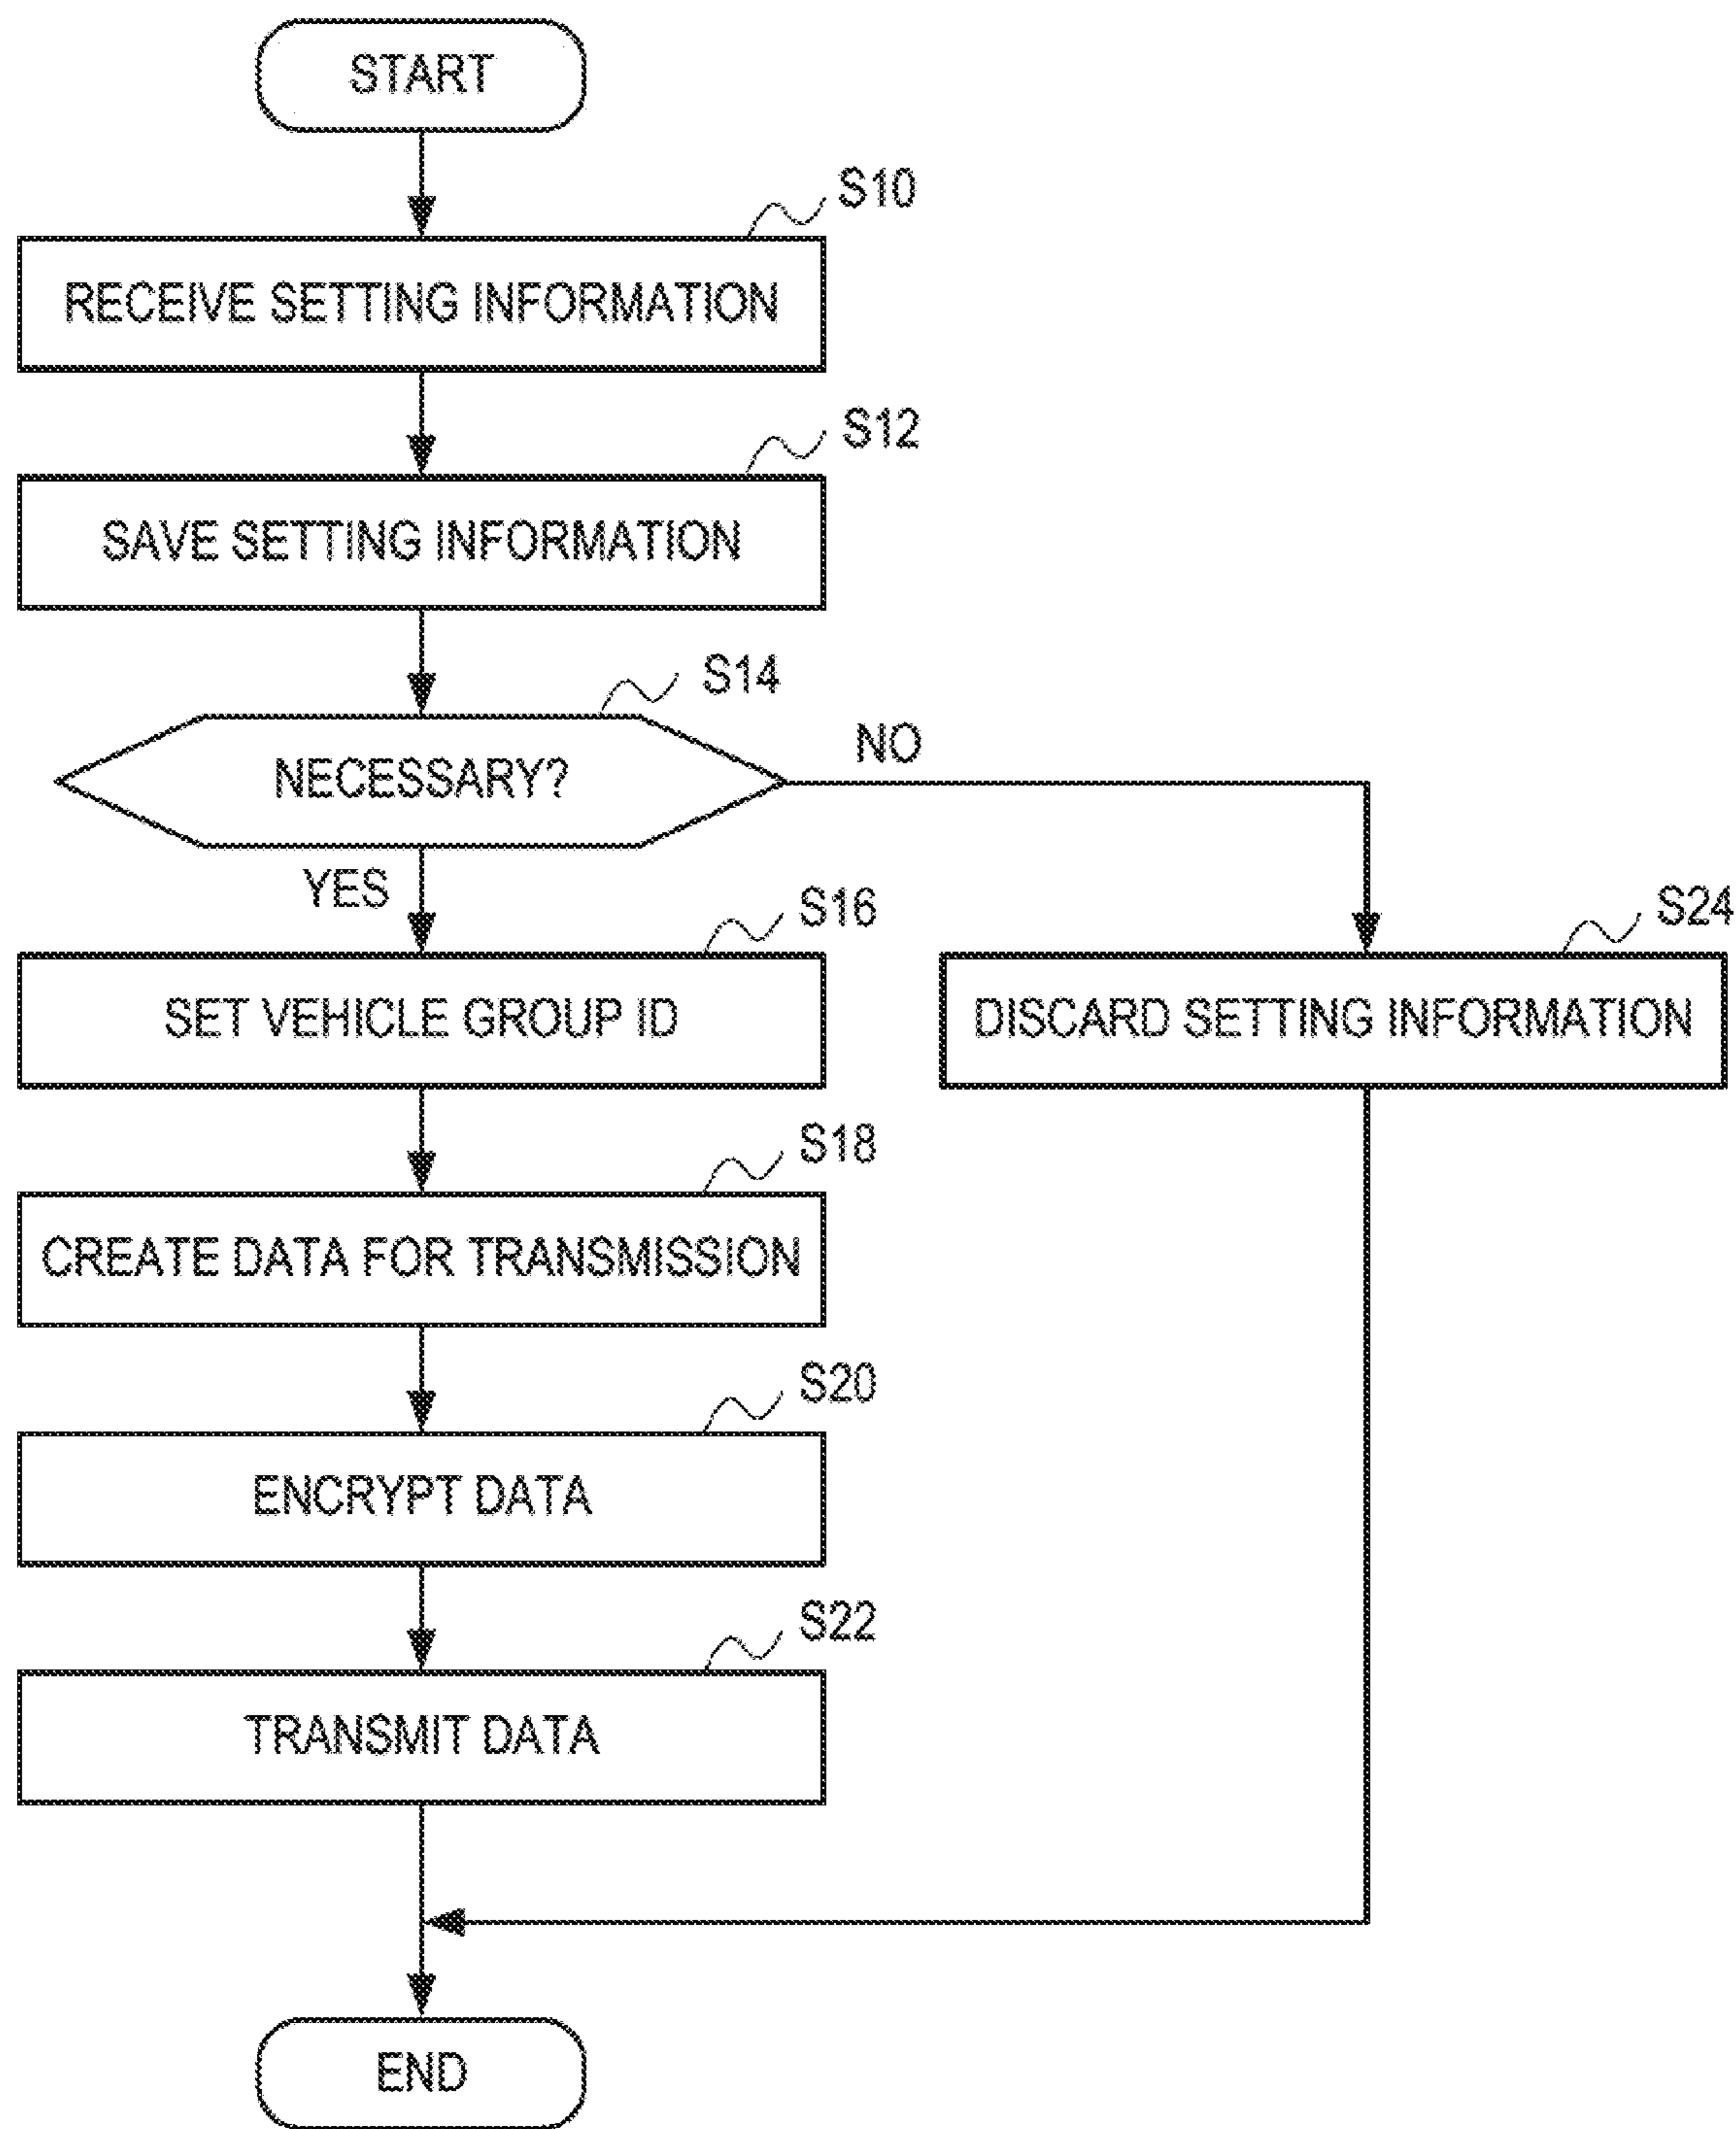 START
S10
RECEIVE SETTING INFORMATION
S12
SAVE SETTING INFORMATION
S14
NECESSARY?
NO
YES
S16
SET VEHICLE GROUP ID
S24
DISCARD SETTING INFORMATION
S18
CREATE DATA FOR TRANSMISSION
S20
ENCRYPT DATA
S22
TRANSMIT DATA
END